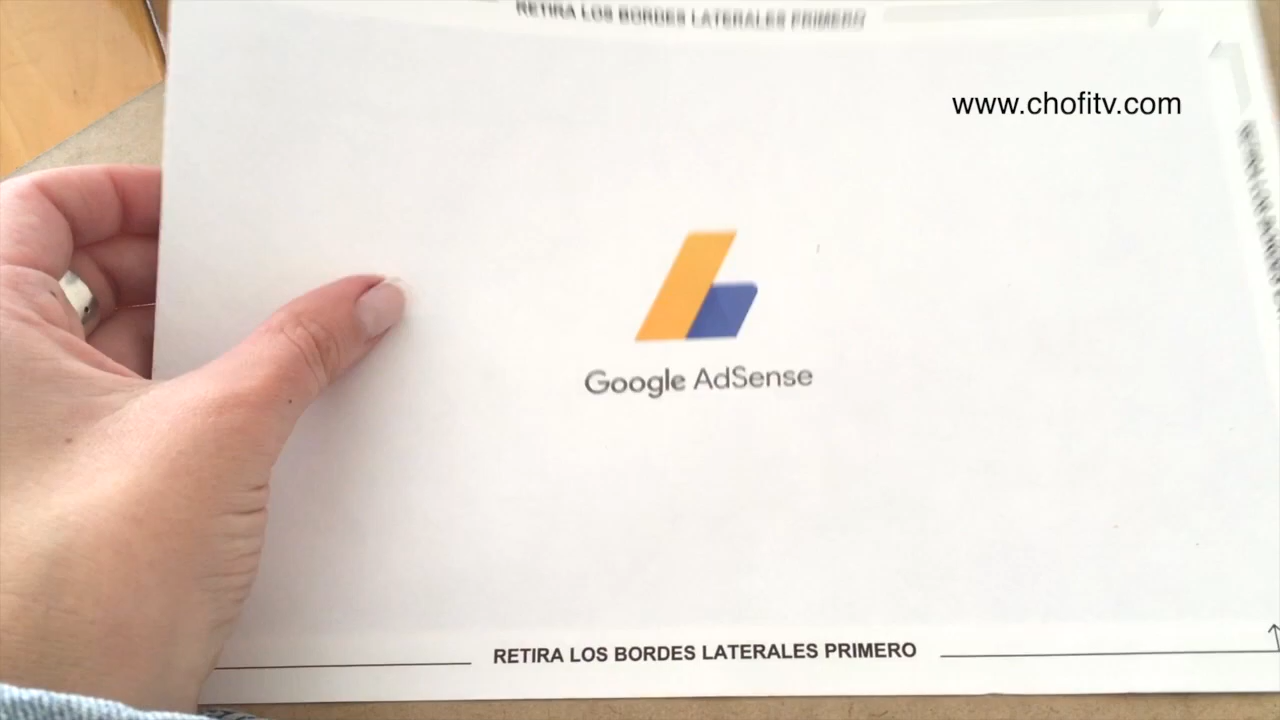 RETIRA LOS BORDES LATERALES PRIMERO
www.chofitv.com
Google AdSense
RETIRA LOS BORDES LATERALES PRIMERO